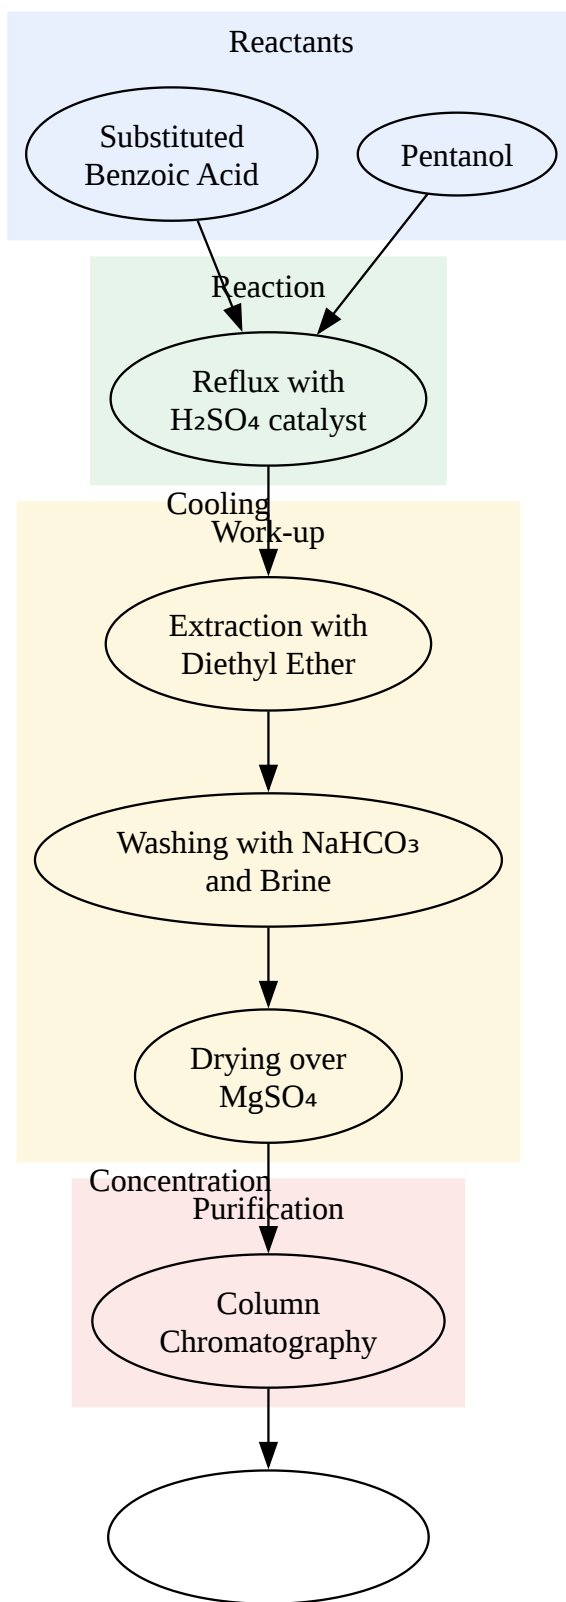 Reactants
Substituted
Benzoic Acid
Pentanol
Reaction
Reflux with
H₂SO₄ catalyst
Cooling
Work-up
Extraction with
Diethyl Ether
Washing with NaHCO₃
and Brine
Drying over
MgSO₄
Concentration
Purification
Column
Chromatography